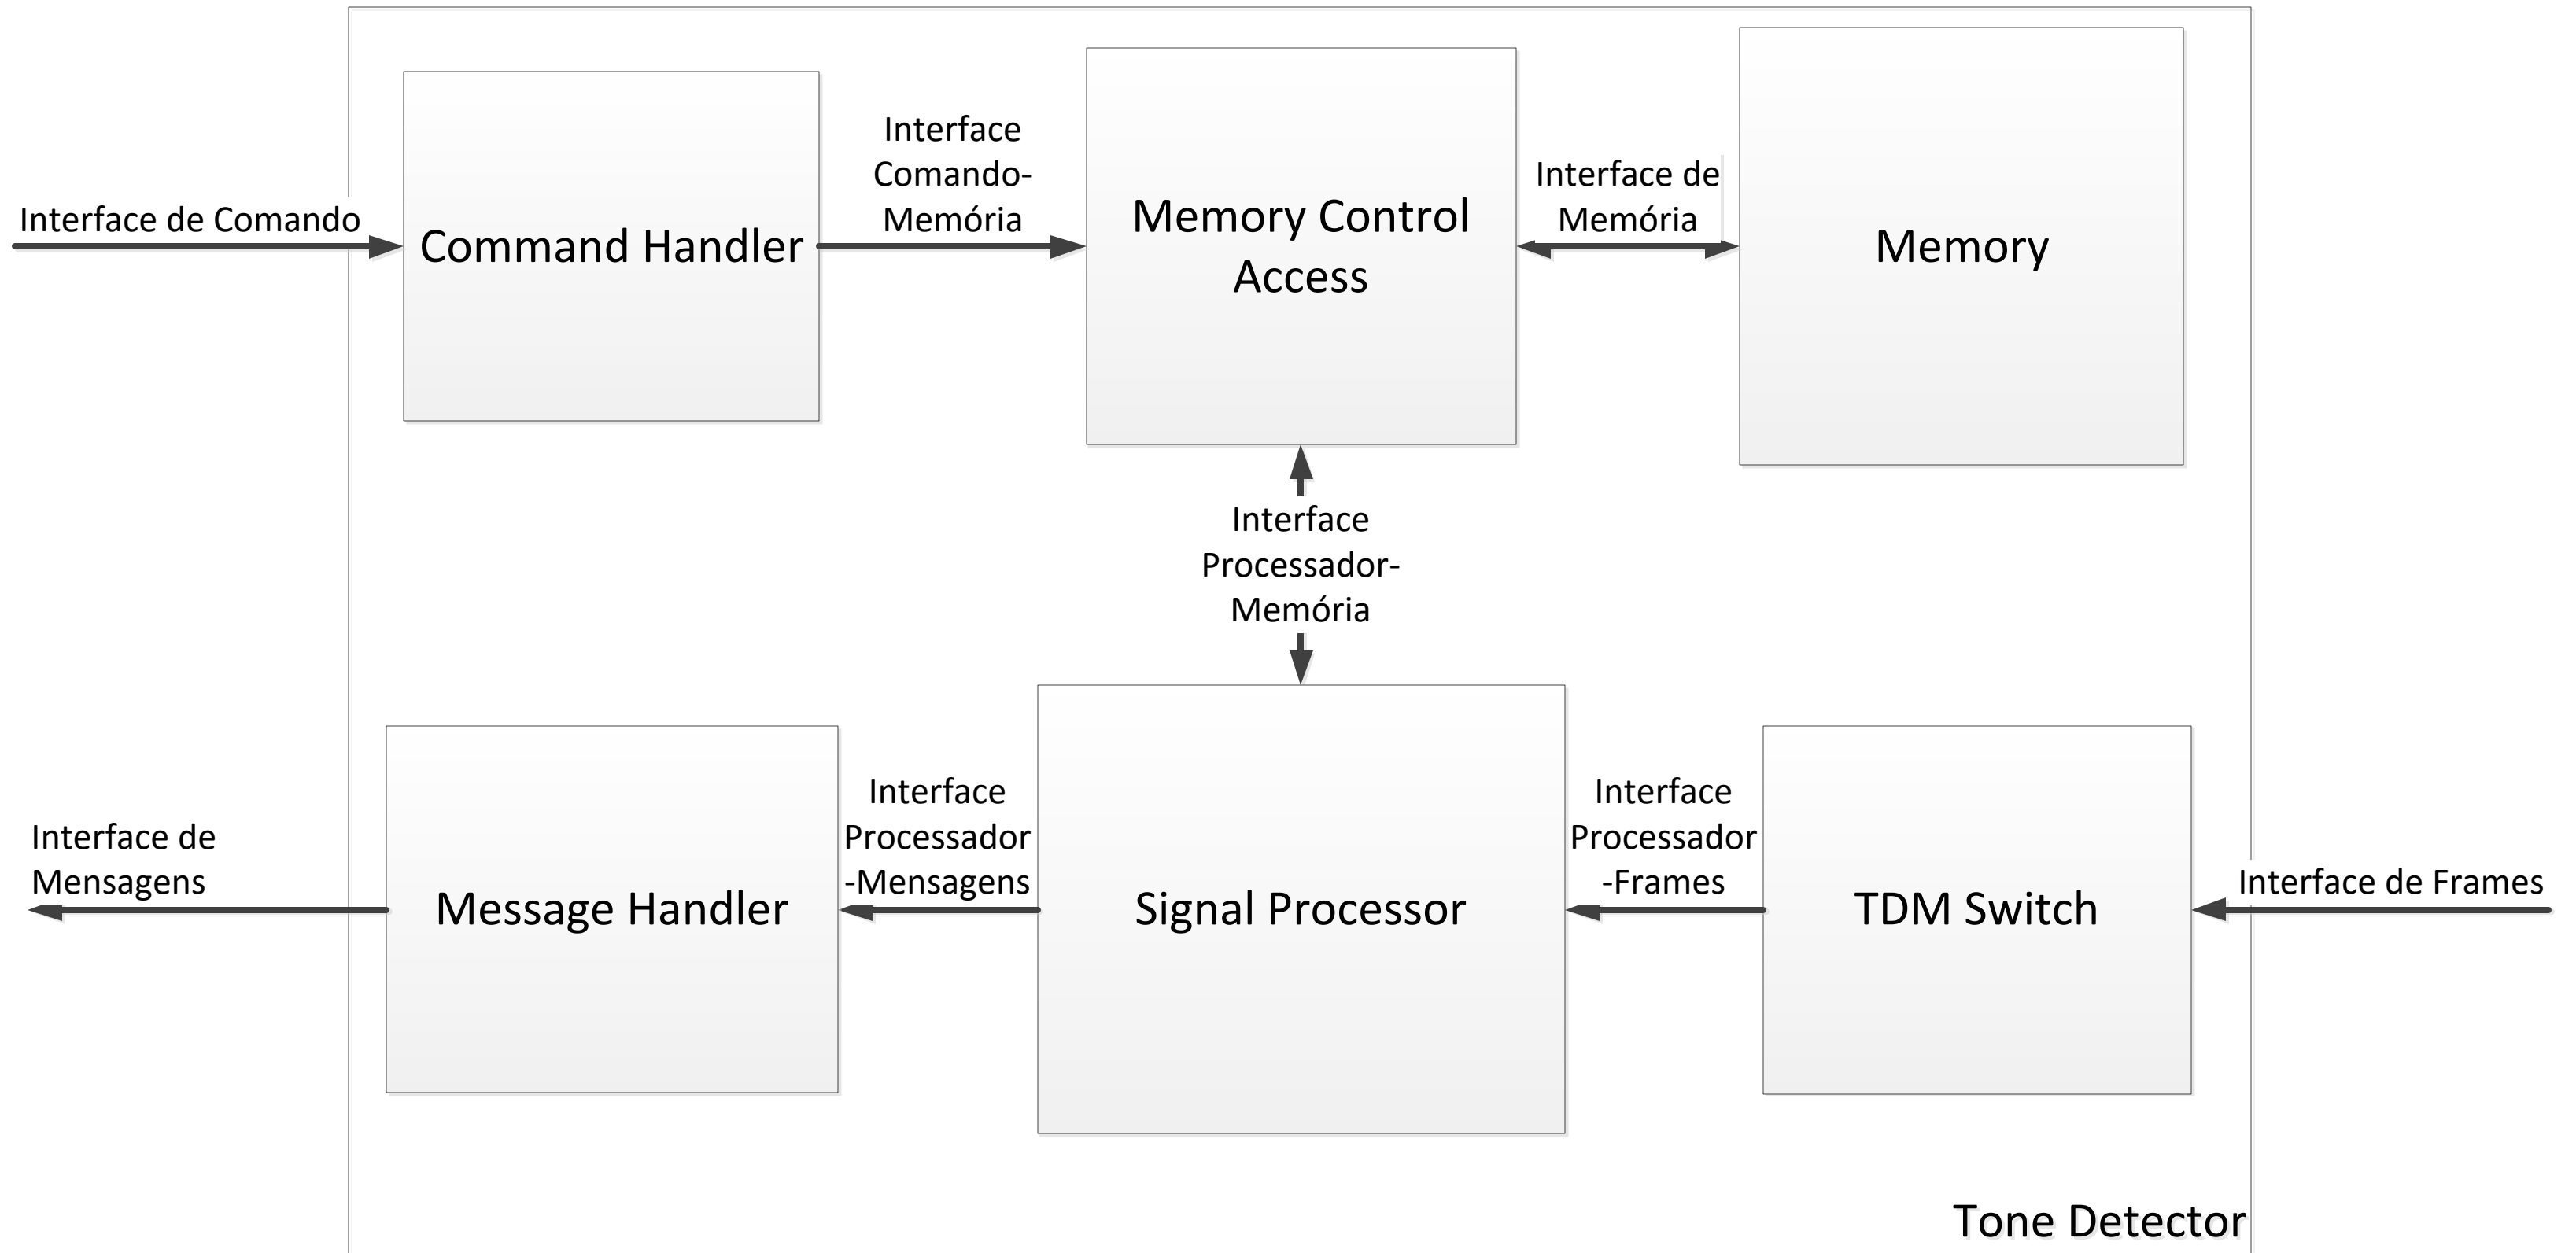 Interface de Comando
Command Handler
Interface
Comando-
Memória
Memory Control
Access
Interface de
Memória
Memory
Interface
Processador-
Memória
Interface de
Mensagens
Message Handler
Interface
Processador
-Mensagens
Signal Processor
Interface
Processador
-Frames
TDM Switch
Interface de Frames
Tone Detector